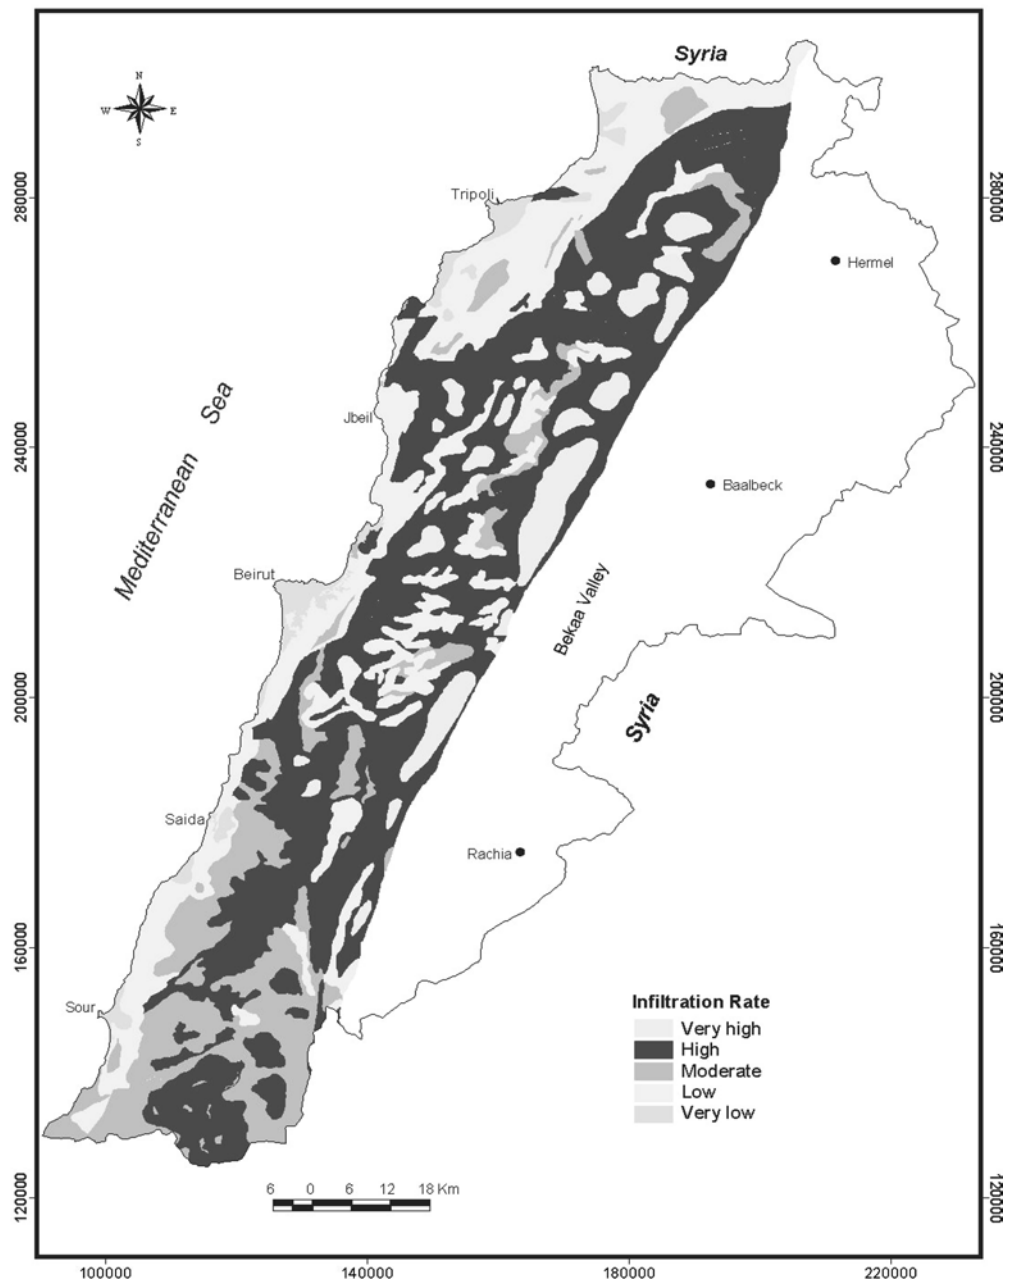 Syria
N
W E
S
280000
Tripoli
280000
Hermel
Mediterranean Sea
Jbeil
240000
240000
Baalbeck
Beirut
Bekaa Valley
200000
Syria
200000
Saida
Rachia
160000
160000
Sour
Infiltration Rate
Very high
High
Moderate
Low
Very low
120000
6 0 6 12 18 Km
120000
100000 140000 180000 220000